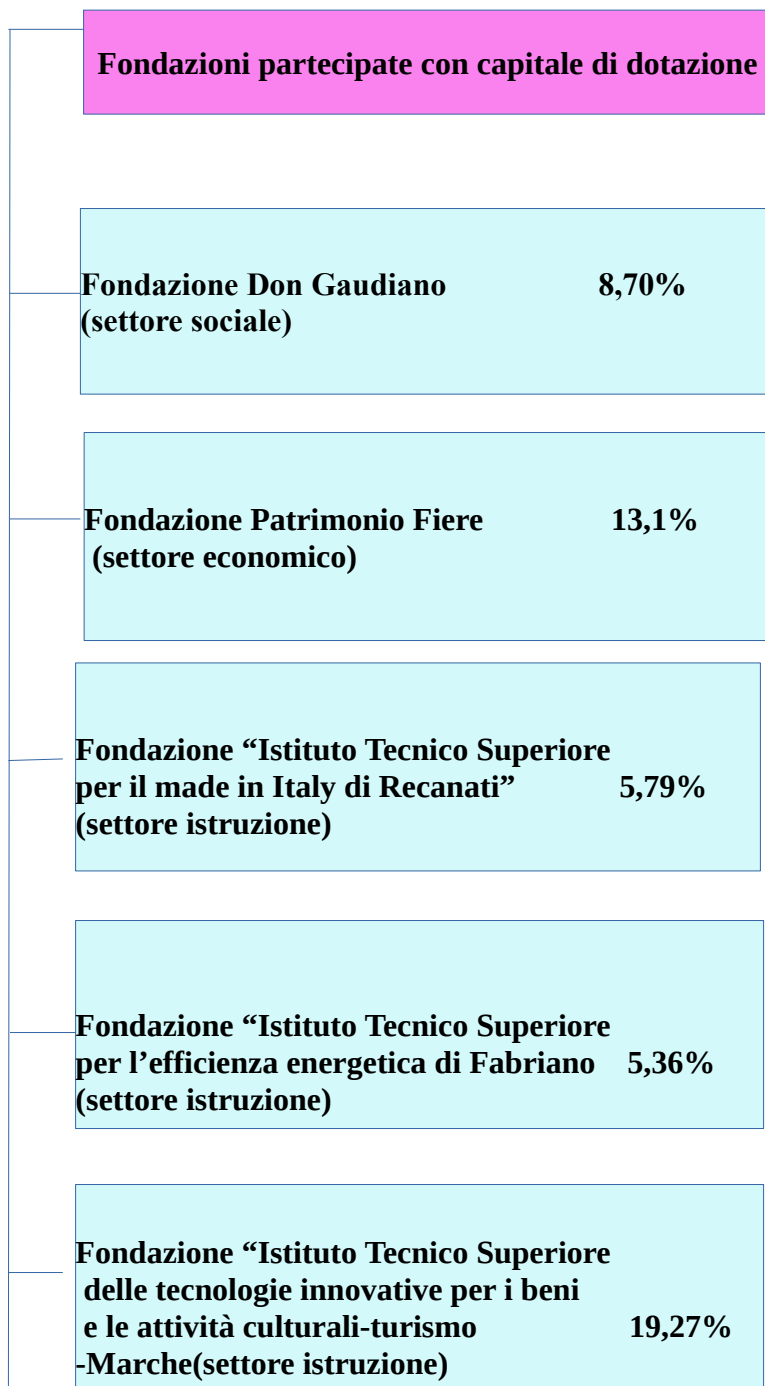 Fondazioni partecipate con capitale di dotazione
Fondazione Don Gaudiano 8,70%
(settore sociale)
Fondazione Patrimonio Fiere 13,1%
(settore economico)
Fondazione “Istituto Tecnico Superiore
per il made in Italy di Recanati” 5,79%
(settore istruzione)
Fondazione “Istituto Tecnico Superiore
per l’efficienza energetica di Fabriano 5,36%
(settore istruzione)
Fondazione “Istituto Tecnico Superiore
delle tecnologie innovative per i beni
e le attività culturali-turismo 19,27%
-Marche(settore istruzione)